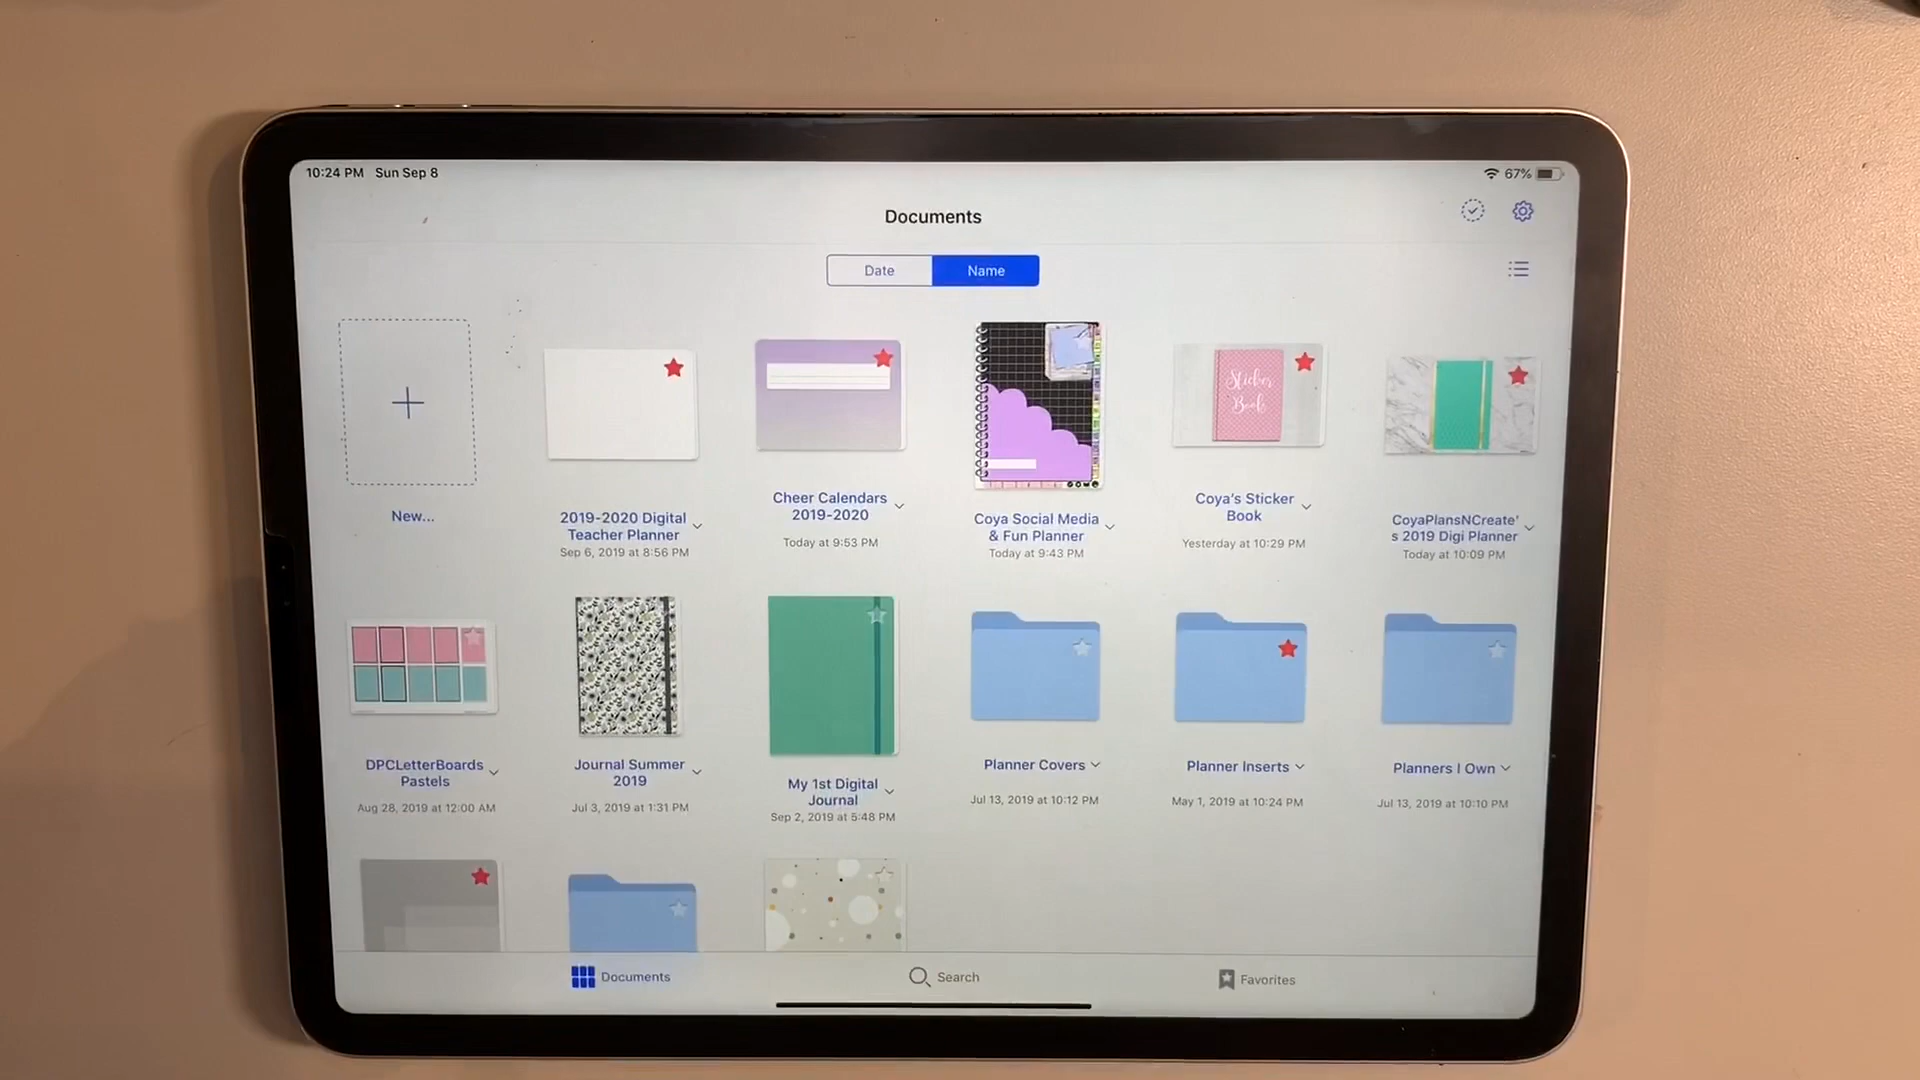 10:24 PM Sun Sep 8
67%
Documents
Date
Name
New...
2019-2020 Digital
Teacher Planner
Sep 6, 2019 at 8:56 PM
Cheer Calendars
2019-2020
Today at 9:53 PM
Coya Social Media
& Fun Planner
Today at 9:43 PM
Sticker
Book
Coya's Sticker
Book
Yesterday at 10:29 PM
CoyaPlansNCreate'
s 2019 Digi Planner
Today at 10:09 PM
DPCLetterBoards
Pastels
Aug 28, 2019 at 12:00 AM
Journal Summer
2019
Jul 3, 2019 at 1:31 PM
My 1st Digital
Journal
Sep 2, 2019 at 5:48 PM
Planner Covers
Jul 13, 2019 at 10:12 PM
Planner Inserts
May 1, 2019 at 10:24 PM
Planners I Own
Jul 13, 2019 at 10:10 PM
Documents
Search
Favorites